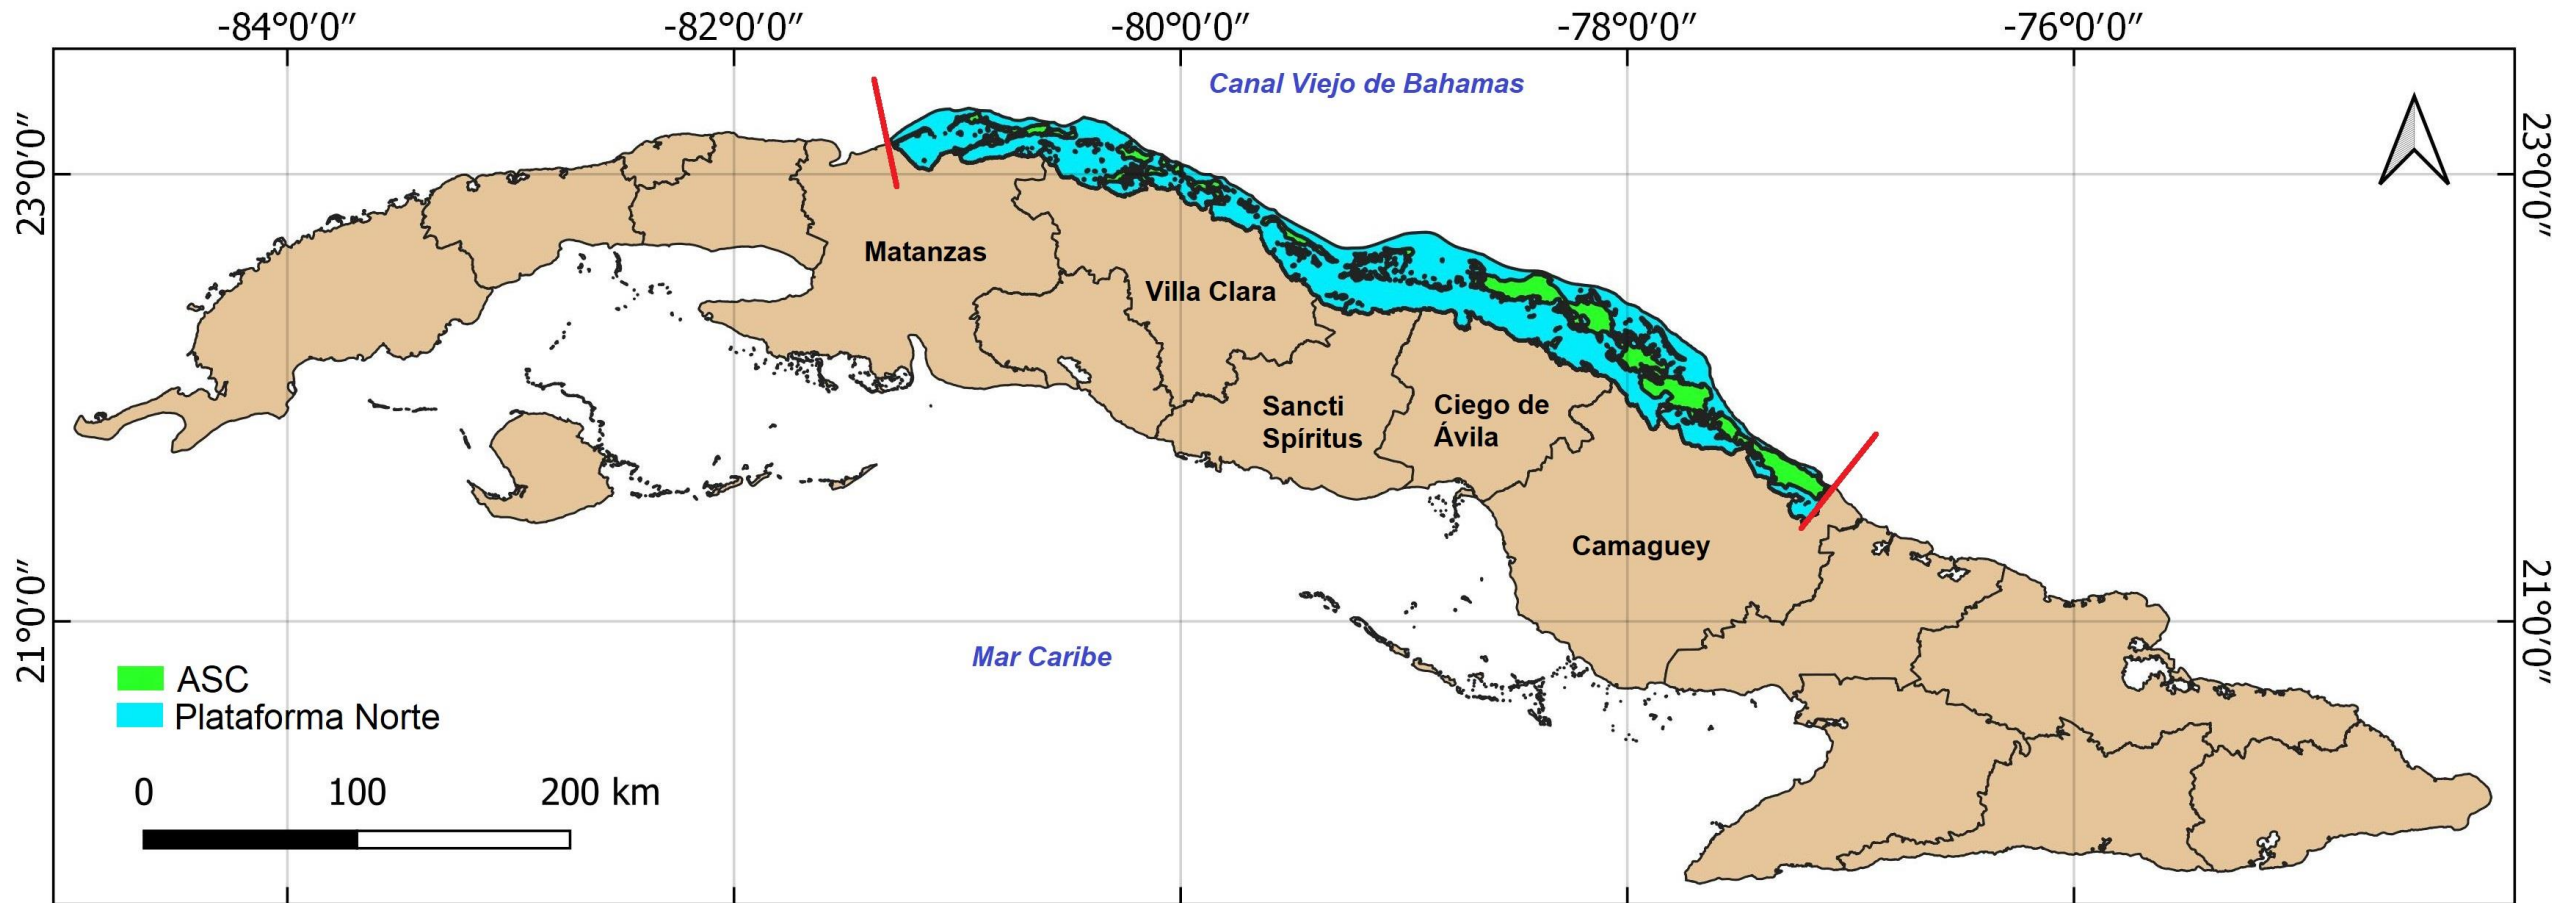 -84°0′0″ -82°0′0″ -80°0′0″ -78°0′0″ -76°0′0″
Canal Viejo de Bahamas
23°0′0″ 23°0′0″
Matanzas
Villa Clara
Sancti
Spíritus
Ciego de
Ávila
Camaguey
21°0′0″ 21°0′0″
Mar Caribe
ASC
Plataforma Norte
0 100 200 km